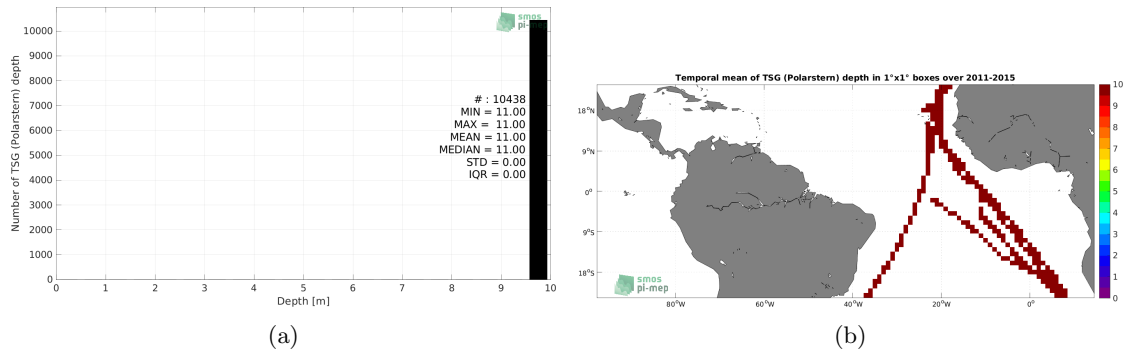 10000
9000
8000
7000
6000
5000
4000
3000
2000
1000
0
Number of TSG (Polarstern) depth
smos
pi-mep
# : 10438
MIN = 11.00
MAX = 11.00
MEAN = 11.00
MEDIAN = 11.00
STD = 0.00
IQR = 0.00
0 1 2 3 4 5 6 7 8 9 10
Depth [m]
(a)
Temporal mean of TSG (Polarstern) depth in 1°x1° boxes over 2011-2015
18°N
9°N
0°
9°S
18°S
smos
pi-mep
80°W 60°W 40°W 20°W 0°
10
9
8
7
6
5
4
3
2
1
0
(b)